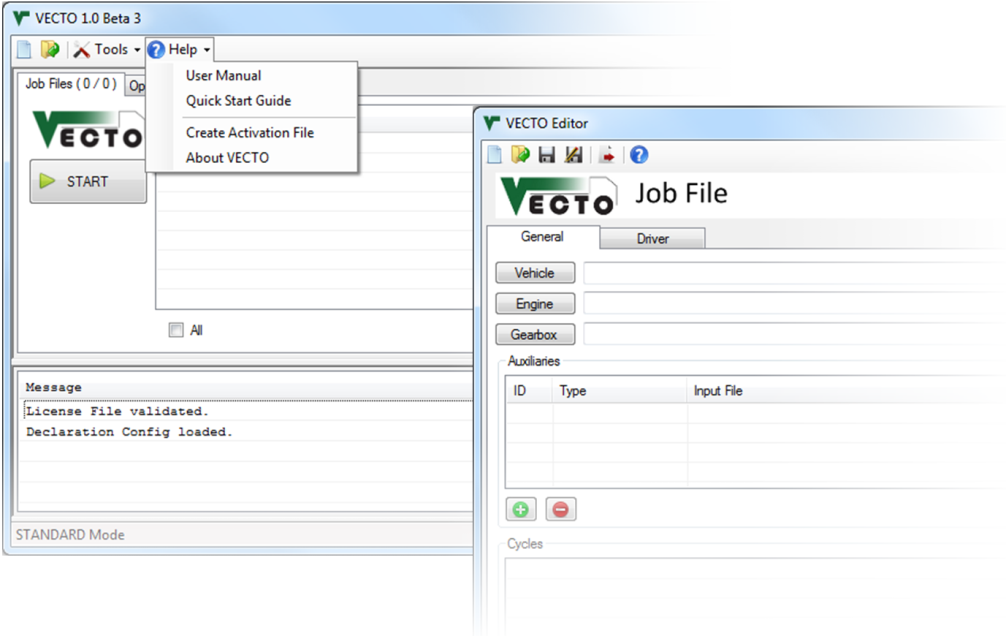 VECTO 1.0 Beta 3
Tools
Help
User Manual
Quick Start Guide
Create Activation File
About VECTO
Job Files ( 0 / 0 )
Op
VECTO
START
All
Message
License File validated.
Declaration Config loaded.
STANDARD Mode
VECTO Editor
VECTO
Job File
General
Driver
Vehicle
Engine
Gearbox
Auxiliaries
ID Type Input File
Cycles